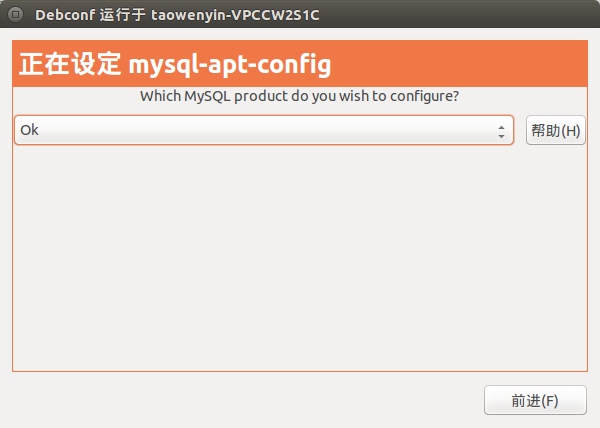 Debconf 运行于 taowenyin-VPCCW2S1C
正在设定 mysql-apt-config
Which MySQL product do you wish to configure?
Ok
帮助(H)
前进(F)